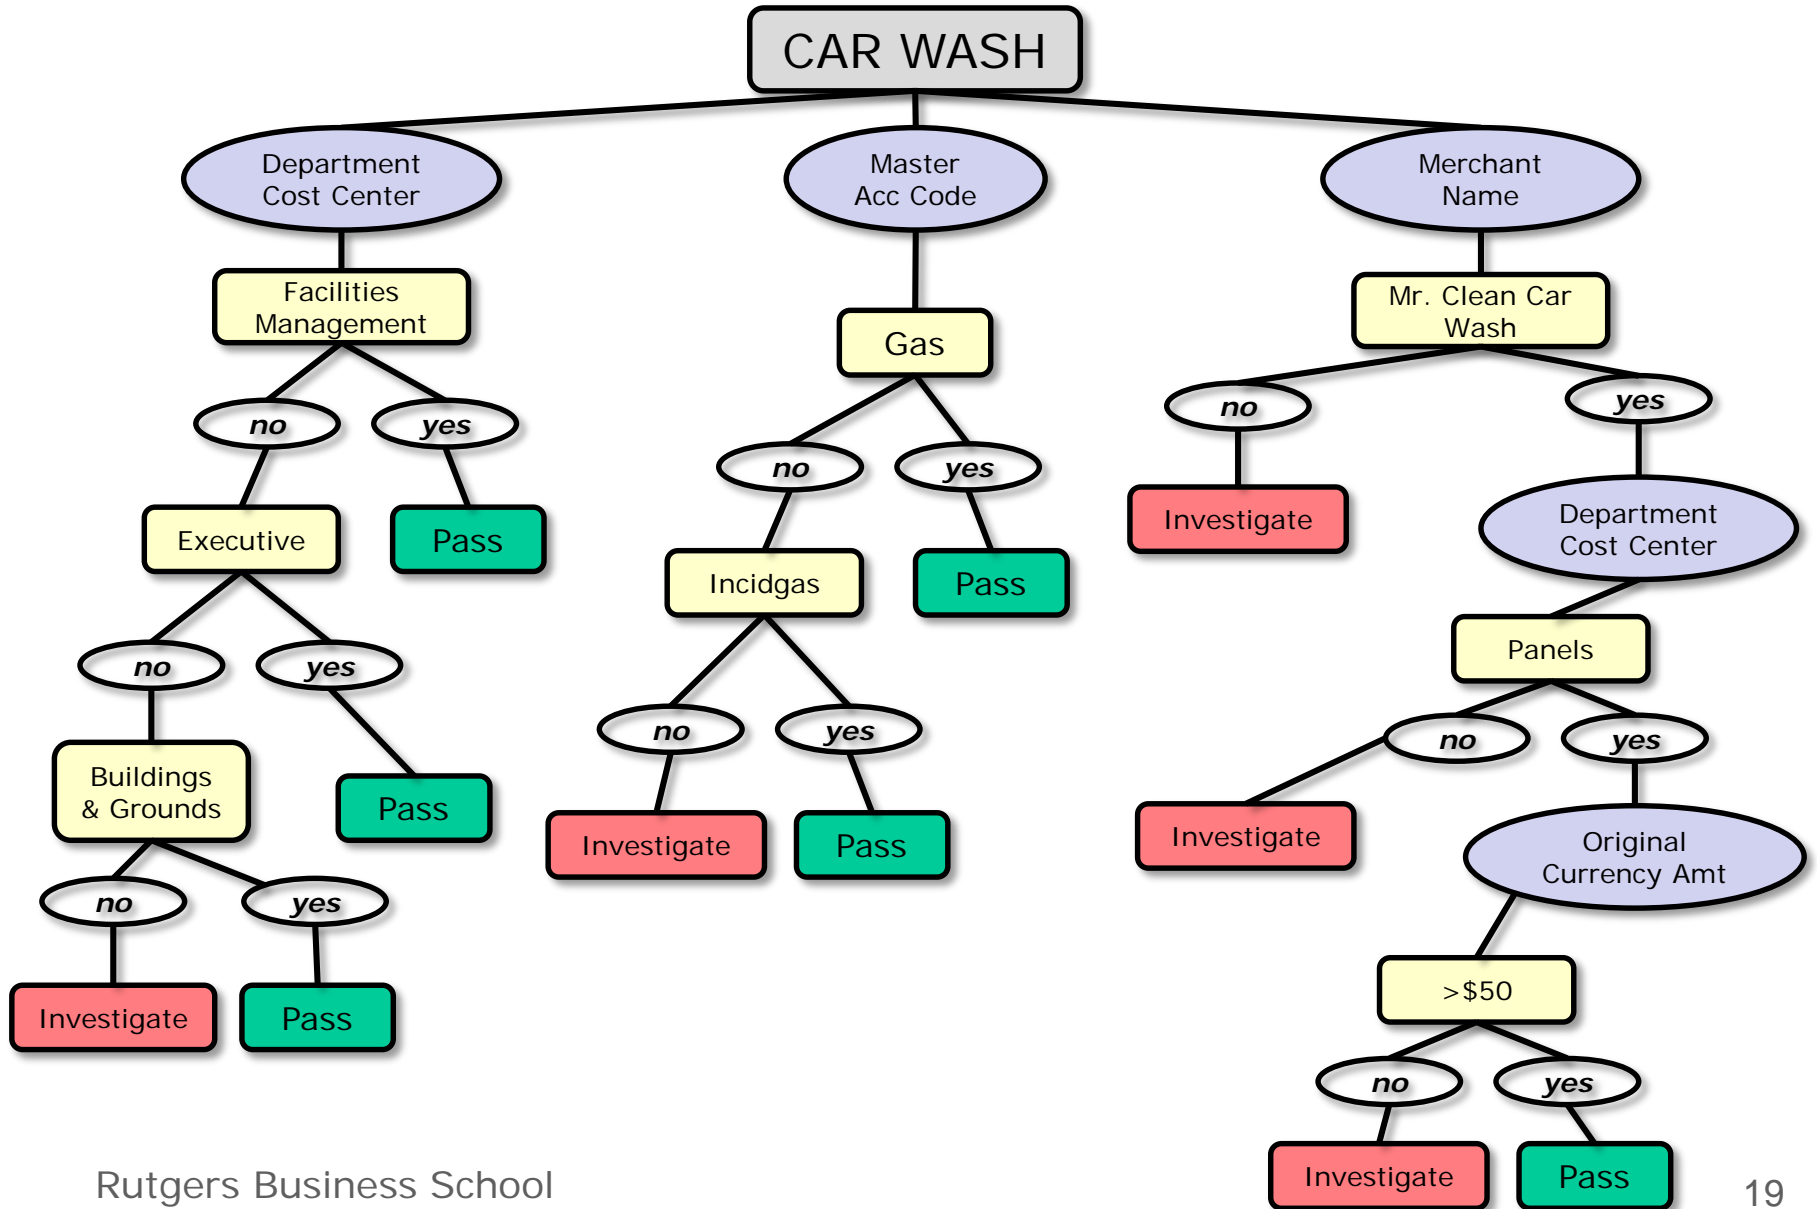 CAR WASH
Department
Cost Center
Master
Acc Code
Merchant
Name
Facilities
Management
Gas
Mr. Clean Car
Wash
no
yes
no
yes
no
yes
Executive
Pass
Incidgas
Pass
Investigate
Department
Cost Center
no
yes
no
yes
Panels
no
yes
Buildings
& Grounds
Pass
Investigate
Pass
Investigate
Original
Currency Amt
no
yes
>$50
Investigate
Pass
no
yes
Investigate
Pass
Rutgers Business School
19